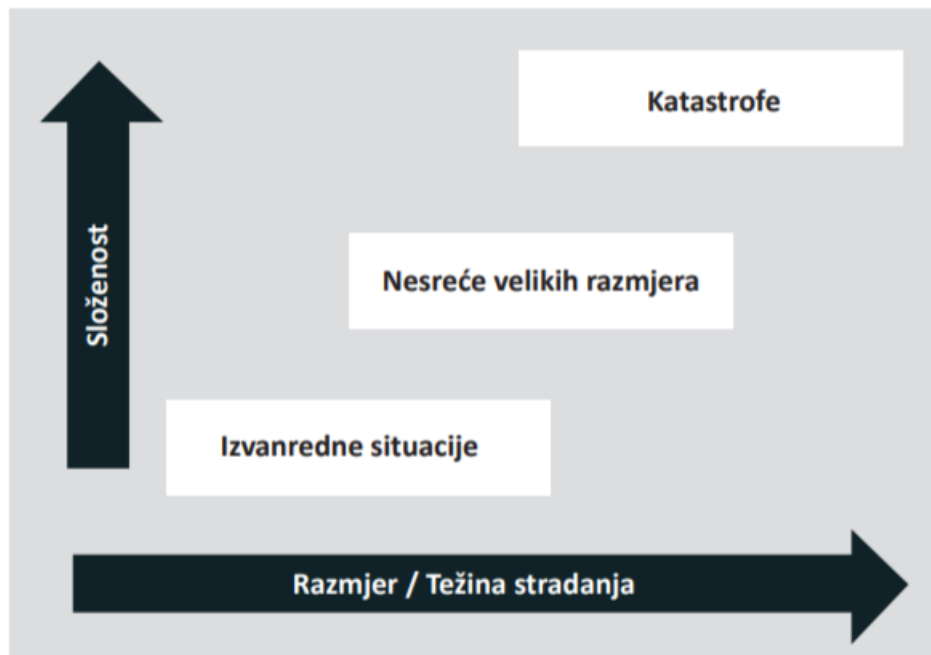 Katastrofe
Složenost
Nesreće velikih razmjera
Izvanredne situacije
Razmjer / Težina stradanja